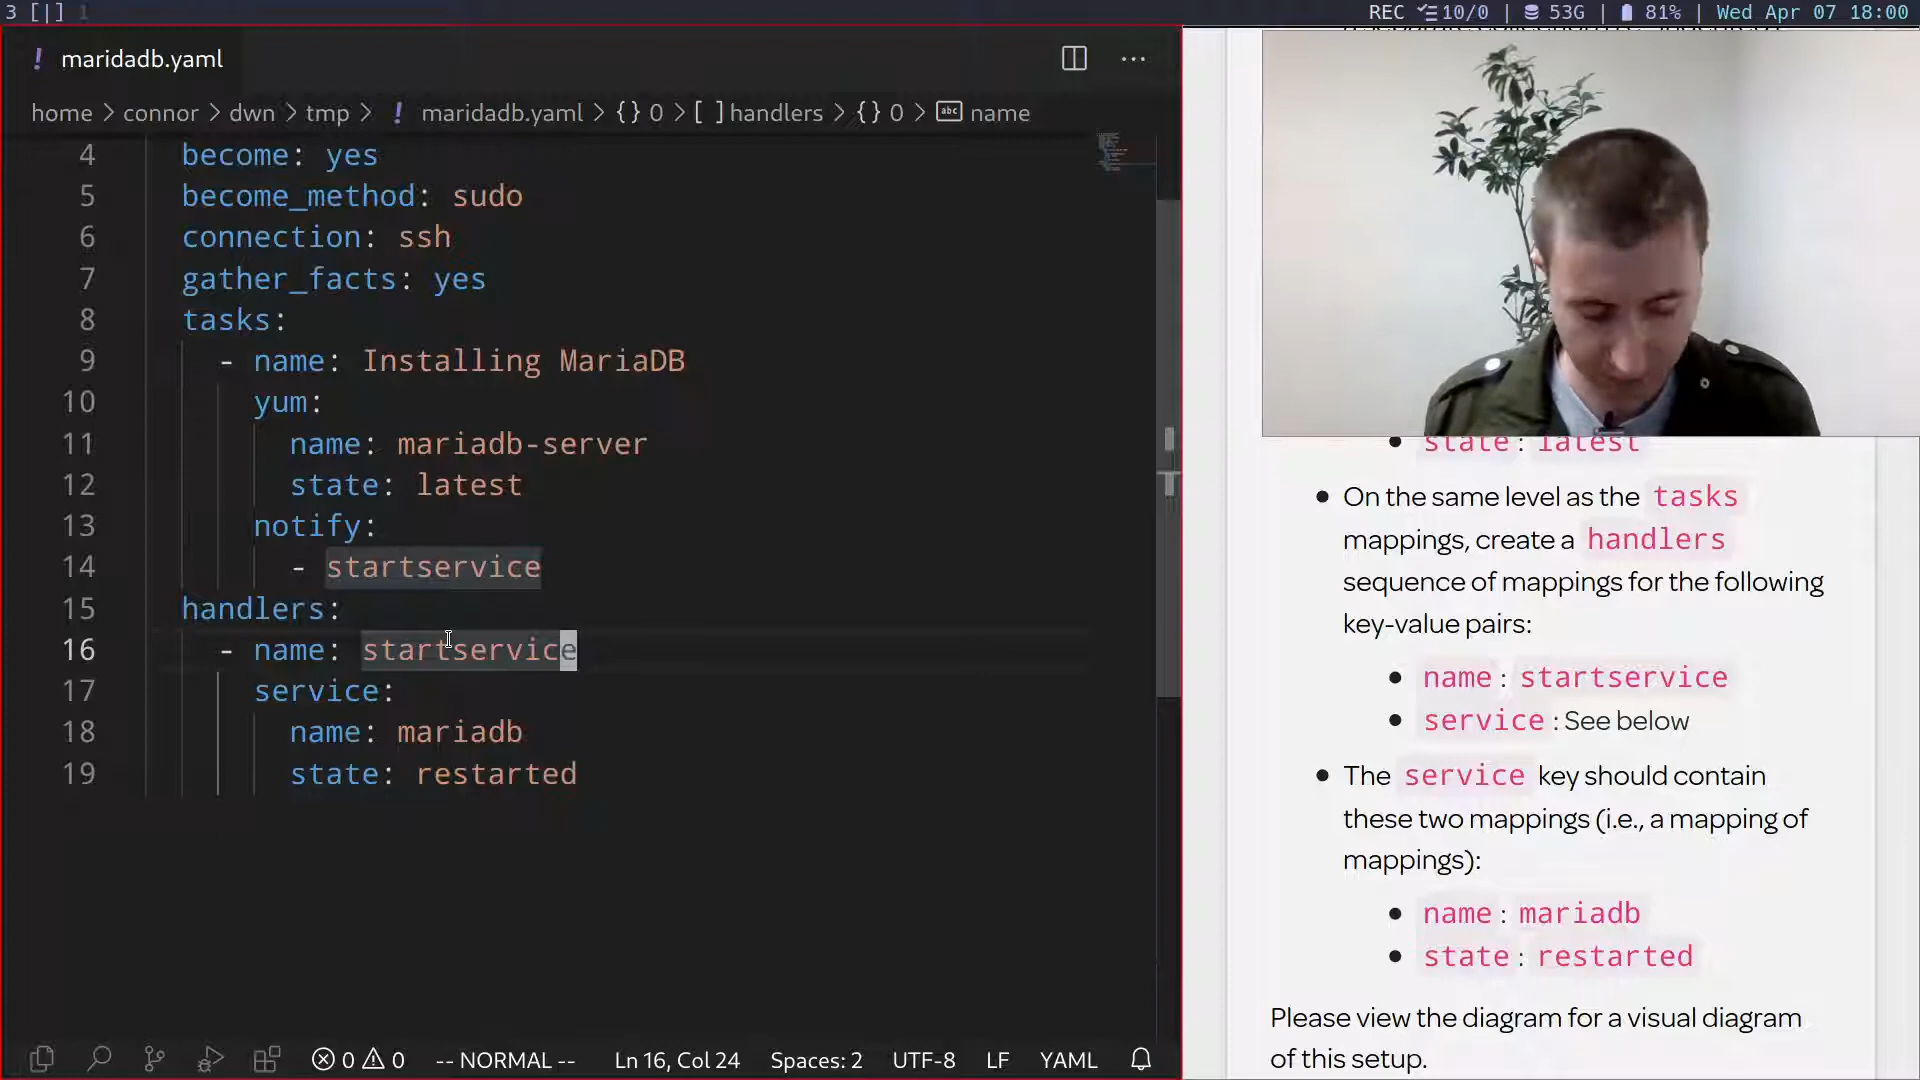 3 [|] 1
REC 10/0 | 53G | 81% | Wed Apr 07 18:00
! maridadb.yaml ···
home > connor > dwn > tmp > ! maridadb.yaml > {} 0 > [ ] handlers > {} 0 > abc name
4 become: yes
5 become_method: sudo
6 connection: ssh
7 gather_facts: yes
8 tasks:
9 - name: Installing MariaDB
10 yum:
11 name: mariadb-server
12 state: latest
13 notify:
14 - startservice
15 handlers:
16 - name: startservice
17 service:
18 name: mariadb
19 state: restarted
0 0 -- NORMAL -- Ln 16, Col 24 Spaces: 2 UTF-8 LF YAML
• state : latest
• On the same level as the tasks
mappings, create a handlers
sequence of mappings for the following
key-value pairs:
• name : startservice
• service : See below
• The service key should contain
these two mappings (i.e., a mapping of
mappings):
• name : mariadb
• state : restarted
Please view the diagram for a visual diagram
of this setup.